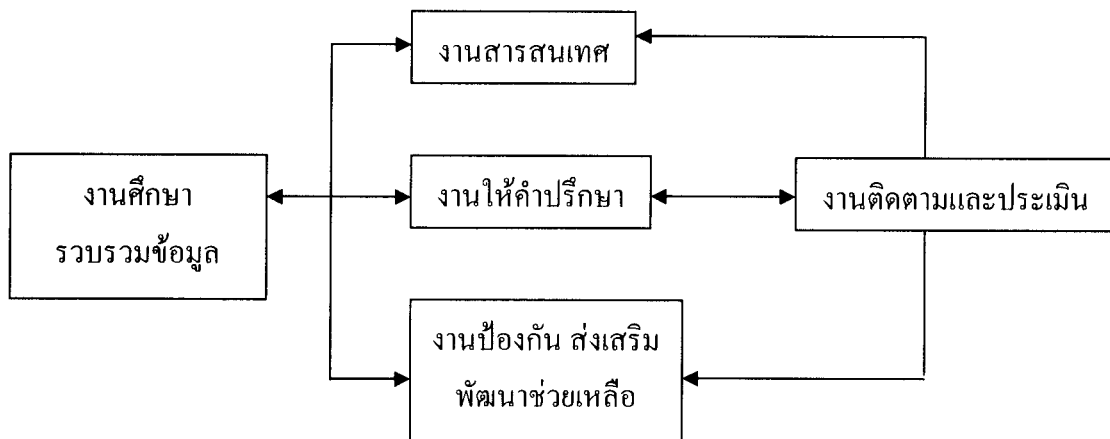 งานสารสนเทศ
งานศึกษา
รวบรวมข้อมูล
งานให้คำปรึกษา
งานติดตามและประเมิน
งานป้องกัน ส่งเสริม
พัฒนาช่วยเหลือ